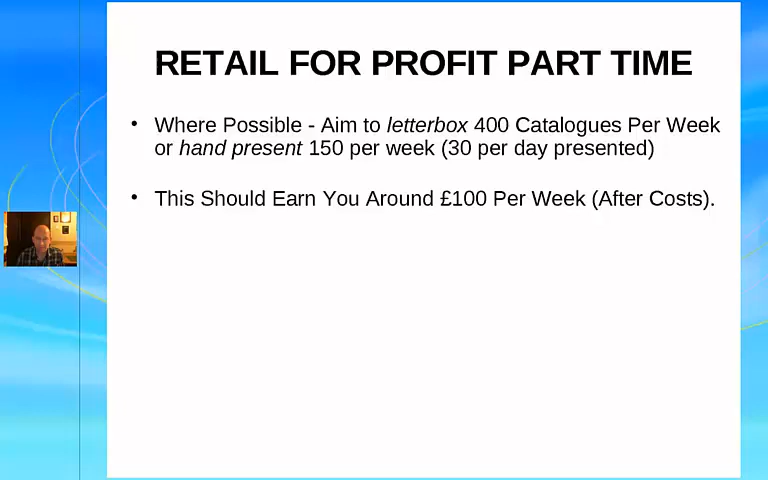 RETAIL FOR PROFIT PART TIME
• Where Possible - Aim to letterbox 400 Catalogues Per Week
or hand present 150 per week (30 per day presented)
• This Should Earn You Around £100 Per Week (After Costs).